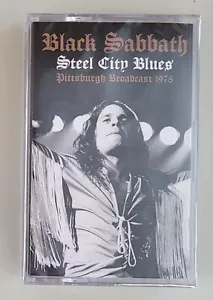 Black Sabbath
Steel City Blues
Pittsburgh Broadcast 1978